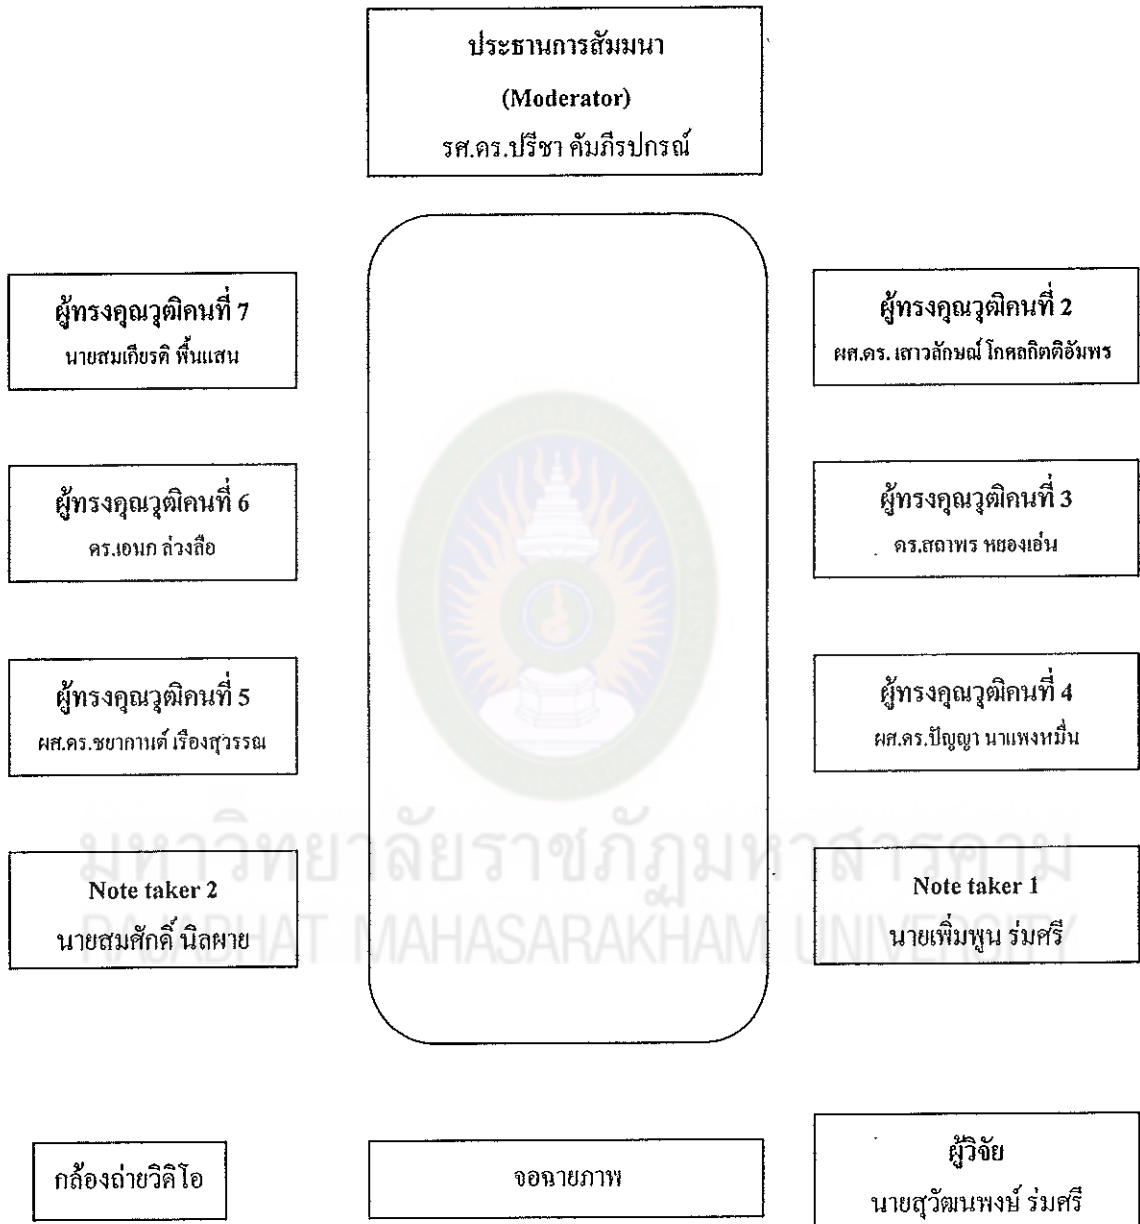 ประธานการสัมมนา
(Moderator)
รศ.ดร.ปรีชา คัมภีรปกรณ์
ผู้ทรงคุณวุฒิคนที่ 7
นายสมเกียรติ พื้นแสน
ผู้ทรงคุณวุฒิคนที่ 2
ผศ.ดร. เสาวลักษณ์ โกศลกิตติอัมพร
ผู้ทรงคุณวุฒิคนที่ 6
ดร.เอนก ล่วงลือ
ผู้ทรงคุณวุฒิคนที่ 3
ดร.สถาพร หยองเอ่น
ผู้ทรงคุณวุฒิคนที่ 5
ผศ.ดร.ชยากานต์ เรืองสุวรรณ
ผู้ทรงคุณวุฒิคนที่ 4
ผศ.ดร.ปัญญา นาแพงหมื่น
มหาวิทยาลัยราชภัฏมหาสารคาม
RAJABHAT MAHASARAKHAM UNIVERSITY
Note taker 2
นายสมศักดิ์ นิลผาย
Note taker 1
นายเพิ่มพูน ร่มศรี
กล้องถ่ายวิดิโอ
จอฉายภาพ
ผู้วิจัย
นายสุวัฒนพงษ์ ร่มศรี